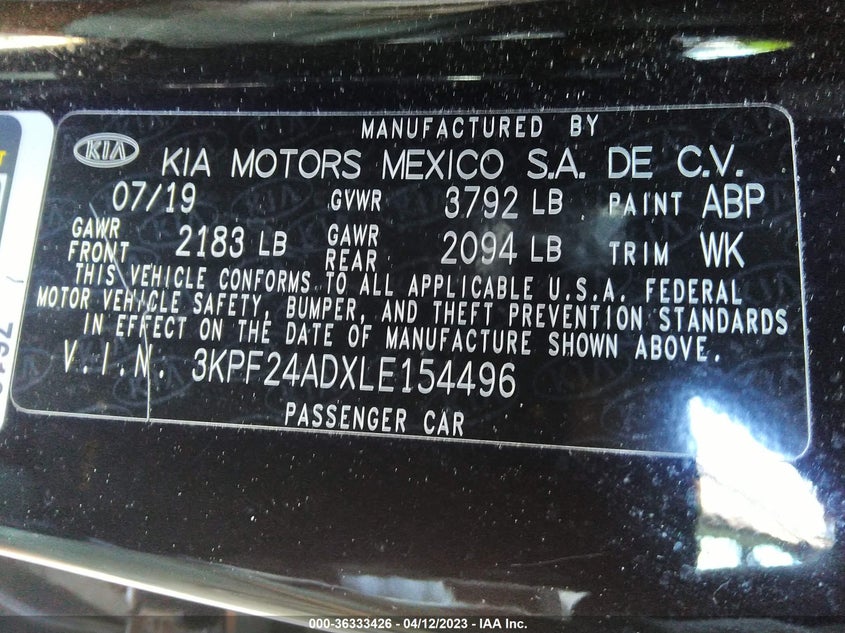 MANUFACTURED BY
KIA KIA MOTORS MEXICO S.A. DE C.V.
07/19 GVWR 3792 LB PAINT ABP
GAWR FRONT 2183 LB GAWR REAR 2094 LB TRIM WK
THIS VEHICLE CONFORMS TO ALL APPLICABLE U.S.A. FEDERAL
MOTOR VEHICLE SAFETY, BUMPER, AND THEFT PREVENTION STANDARDS
IN EFFECT ON THE DATE OF MANUFACTURE SHOWN ABOVE.
V.I.N. 3KPF24ADXLE154496
PASSENGER CAR
000-36333426 - 04/12/2023 - IAA Inc.